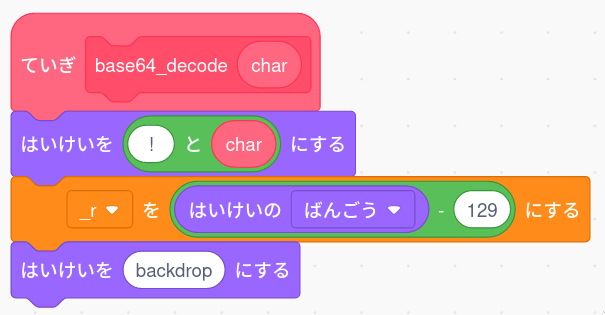 ていぎ base64_decode char
はいけいを ! と char にする
_r を はいけいの ばんごう - 129 にする
はいけいを backdrop にする